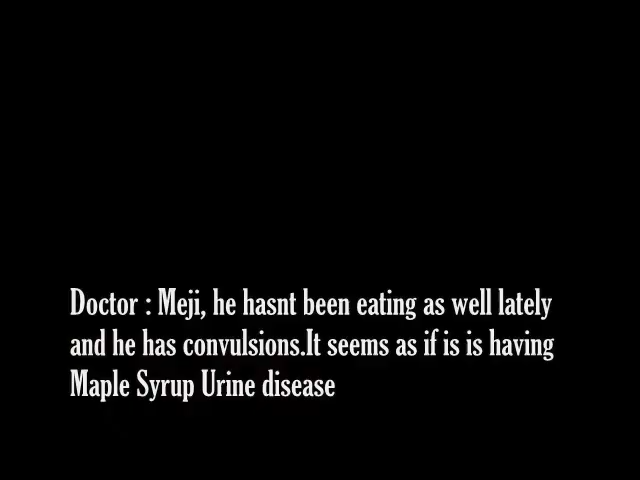 Doctor : Meji, he hasnt been eating as well lately
and he has convulsions.It seems as if is is having
Maple Syrup Urine disease